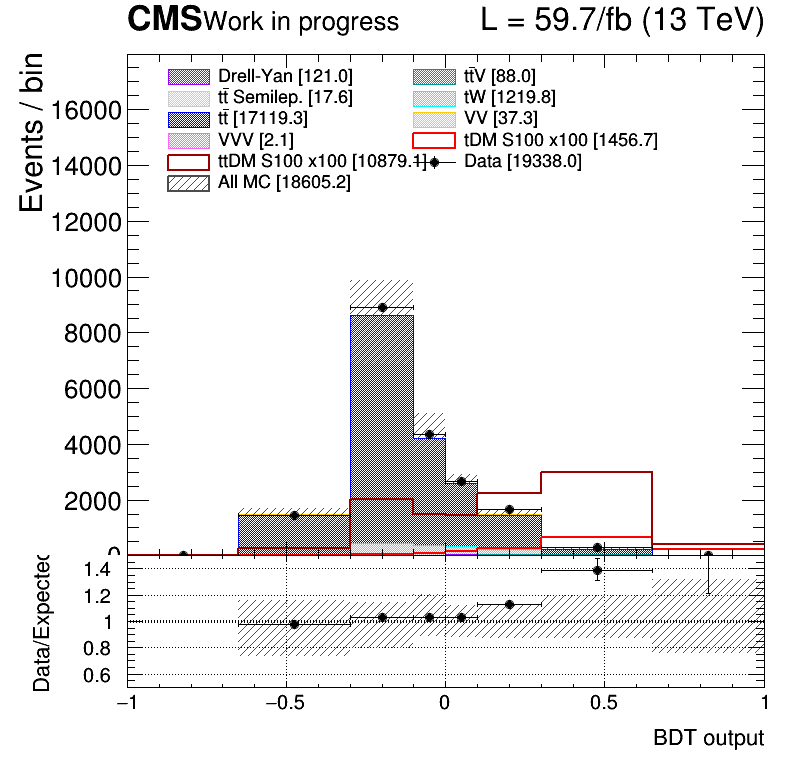 CMS Work in progress L = 59.7/fb (13 TeV)
Events / bin
Drell-Yan [121.0] tt̄V [88.0]
tt̄ Semilep. [17.6] tW [1219.8]
tt̄ [17119.3] VV [37.3]
VVV [2.1] tDM S100 x100 [1456.7]
ttDM S100 x100 [10879.1] Data [19338.0]
All MC [18605.2]
16000
14000
12000
10000
8000
6000
4000
2000
0
Data/Expected
1.4
1.2
1
0.8
0.6
−1 −0.5 0 0.5 1
BDT output